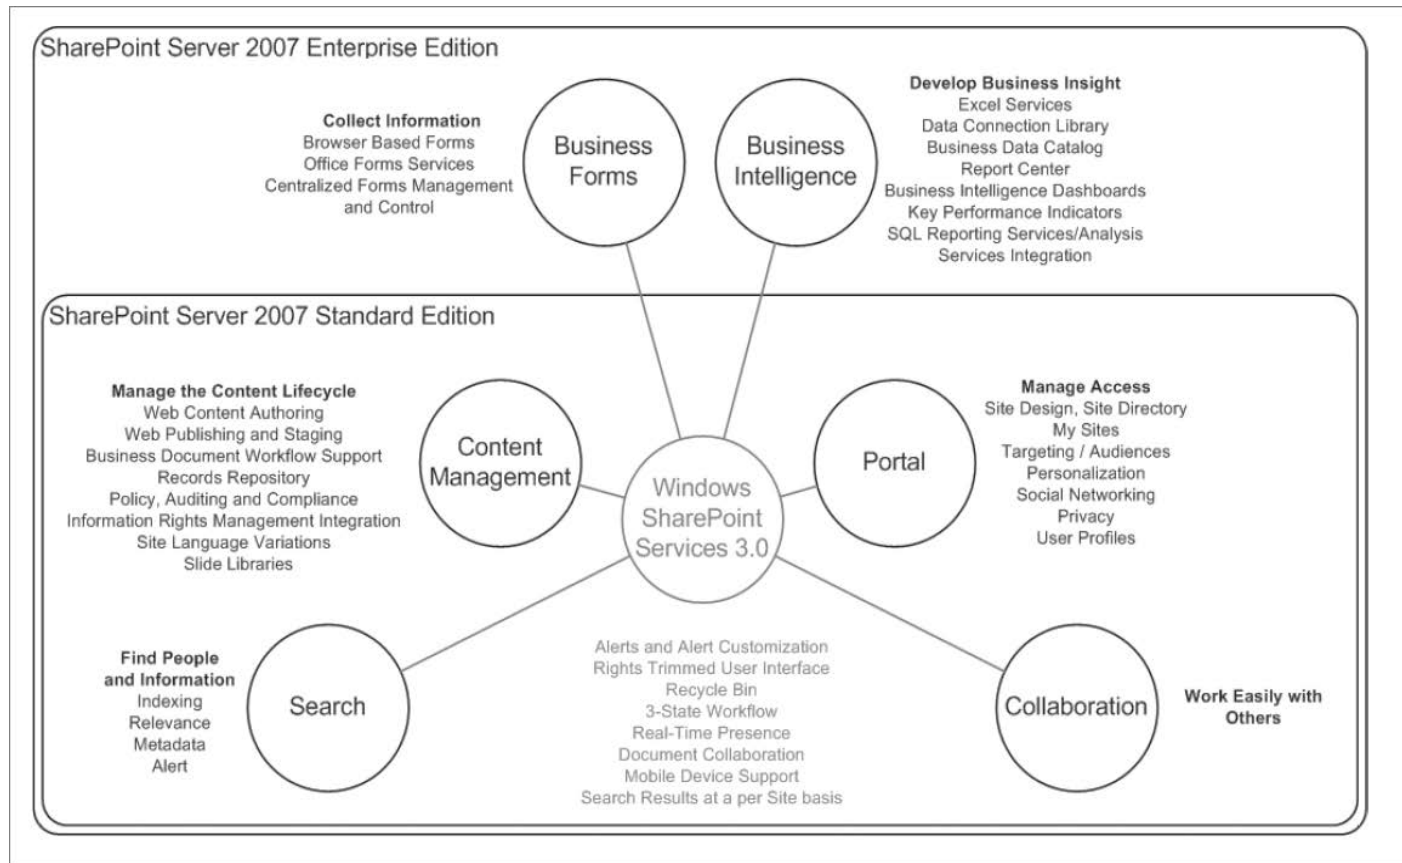 SharePoint Server 2007 Enterprise Edition
Collect Information
Browser Based Forms
Office Forms Services
Centralized Forms Management
and Control
Business
Forms
Business
Intelligence
Develop Business Insight
Excel Services
Data Connection Library
Business Data Catalog
Report Center
Business Intelligence Dashboards
Key Performance Indicators
SQL Reporting Services/Analysis
Services Integration
SharePoint Server 2007 Standard Edition
Manage the Content Lifecycle
Web Content Authoring
Web Publishing and Staging
Business Document Workflow Support
Records Repository
Policy, Auditing and Compliance
Information Rights Management Integration
Site Language Variations
Slide Libraries
Content
Management
Windows
SharePoint
Services 3.0
Portal
Manage Access
Site Design, Site Directory
My Sites
Targeting / Audiences
Personalization
Social Networking
Privacy
User Profiles
Find People
and Information
Indexing
Relevance
Metadata
Alert
Search
Alerts and Alert Customization
Rights Trimmed User Interface
Recycle Bin
3-State Workflow
Real-Time Presence
Document Collaboration
Mobile Device Support
Search Results at a per Site basis
Collaboration
Work Easily with
Others